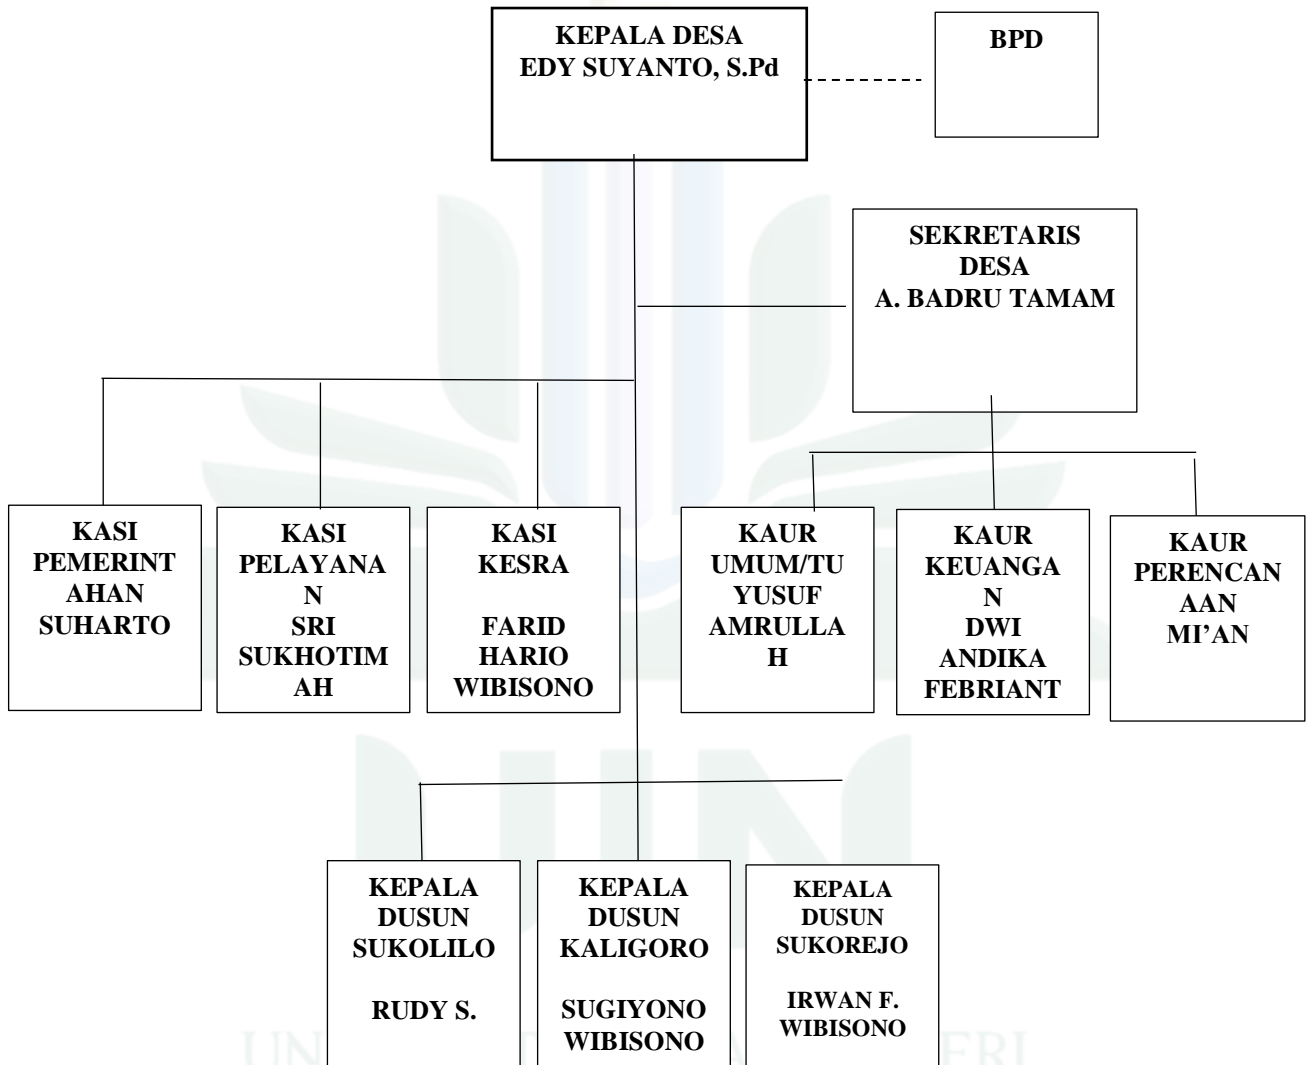 KEPALA DESA
EDY SUYANTO, S.Pd
BPD
SEKRETARIS
DESA
A. BADRU TAMAM
KASI
PEMERINT
AHAN
SUHARTO
KASI
PELAYANA
N
SRI
SUKHOTIM
AH
KASI
KESRA
FARID
HARIO
WIBISONO
KAUR
UMUM/TU
YUSUF
AMRULLA
H
KAUR
KEUANGA
N
DWI
ANDIKA
FEBRIANT
KAUR
PERENCAN
AAN
MI’AN
KEPALA
DUSUN
SUKOLILO
RUDY S.
KEPALA
DUSUN
KALIGORO
SUGIYONO
WIBISONO
KEPALA
DUSUN
SUKOREJO
IRWAN F.
WIBISONO
UIN